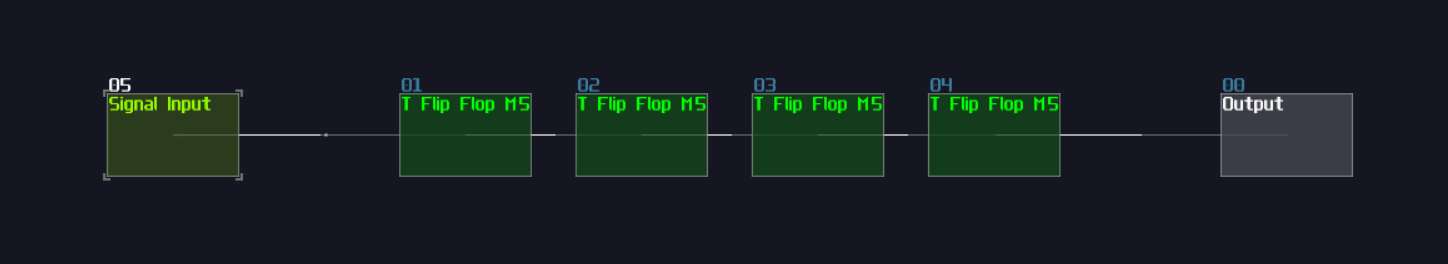 05
Signal Input
01
T Flip Flop M5
02
T Flip Flop M5
03
T Flip Flop M5
04
T Flip Flop M5
00
Output